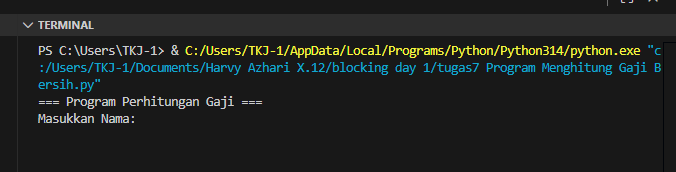 TERMINAL
PS C:\Users\TKJ-1> & C:/Users/TKJ-1/AppData/Local/Programs/Python/Python314/python.exe "c
:/Users/TKJ-1/Documents/Harvy Azhari X.12/blocking day 1/tugas7 Program Menghitung Gaji B
ersih.py"
=== Program Perhitungan Gaji ===
Masukkan Nama: